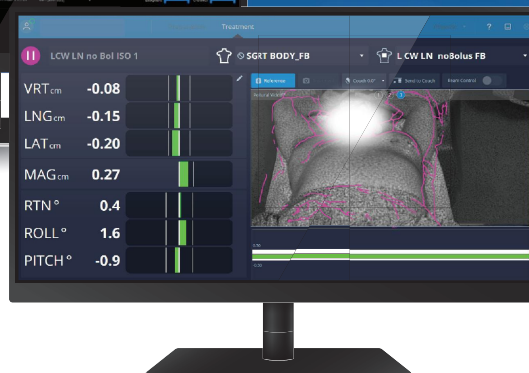 Treatment
?
LCW LN no Bol ISO 1
SGRT BODY_FB
L CW LN noBolus FB
Reference
Couch 0.0°
Send to Couch
Beam Control
VRT cm -0.08
LNG cm -0.15
LAT cm -0.20
MAG cm 0.27
RTN ° 0.4
ROLL ° 1.6
PITCH ° -0.9